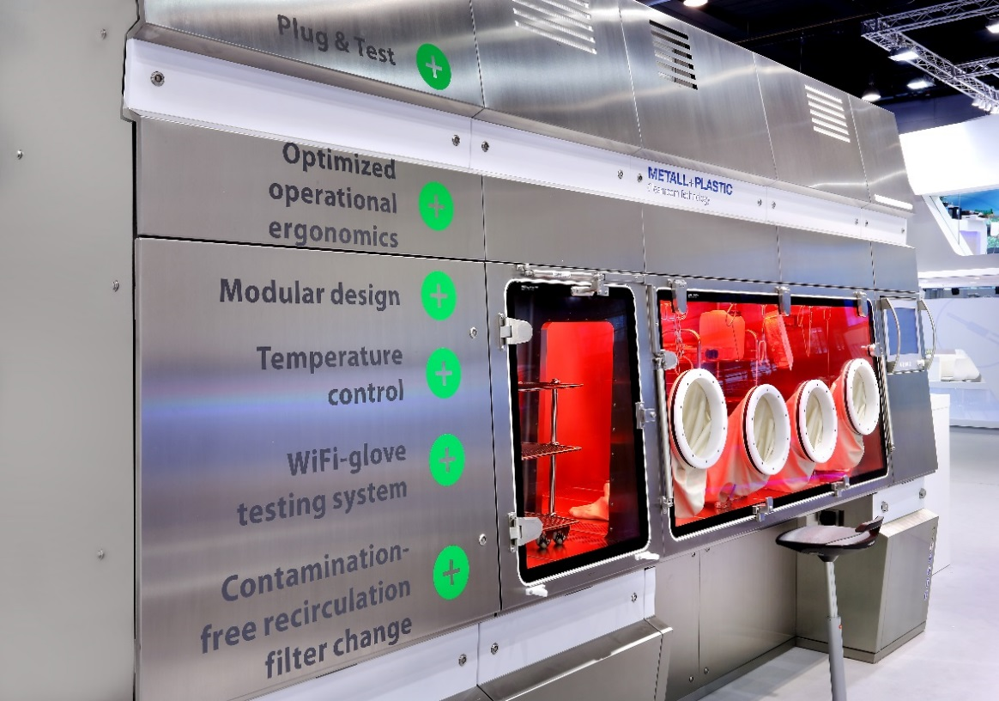 Plug & Test
Optimized
operational
ergonomics
METALL+PLASTIC
Cleanroom Technology
Modular design
Temperature
control
WiFi-glove
testing system
Contamination-
free recirculation
filter change